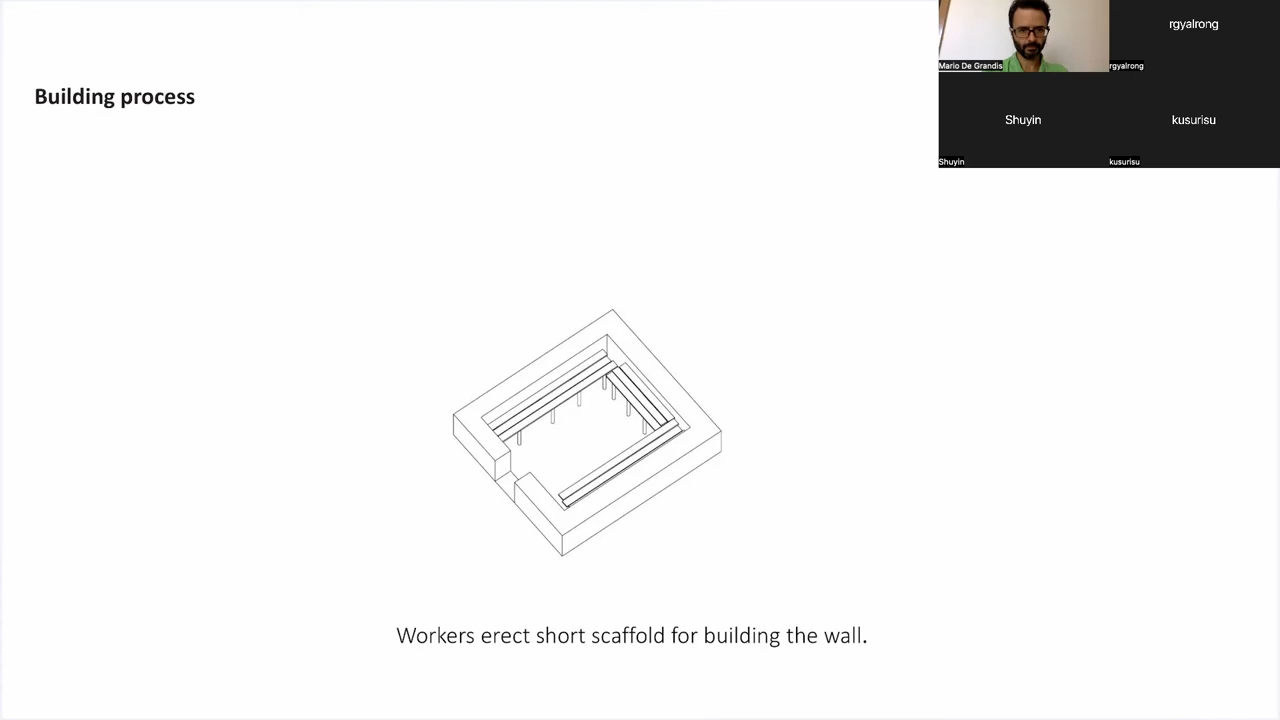 rgyalrong
Mario De Grandis
rgyalrong
Building process
Shuyin
kusurisu
Shuyin
kusurisu
Workers erect short scaffold for building the wall.